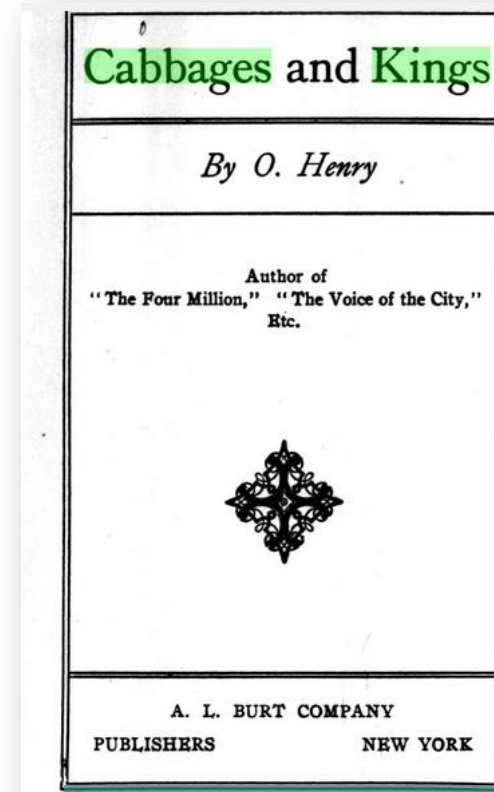 Cabbages and Kings
By O. Henry
Author of
"The Four Million," "The Voice of the City,"
Etc.
A. L. BURT COMPANY
PUBLISHERS NEW YORK